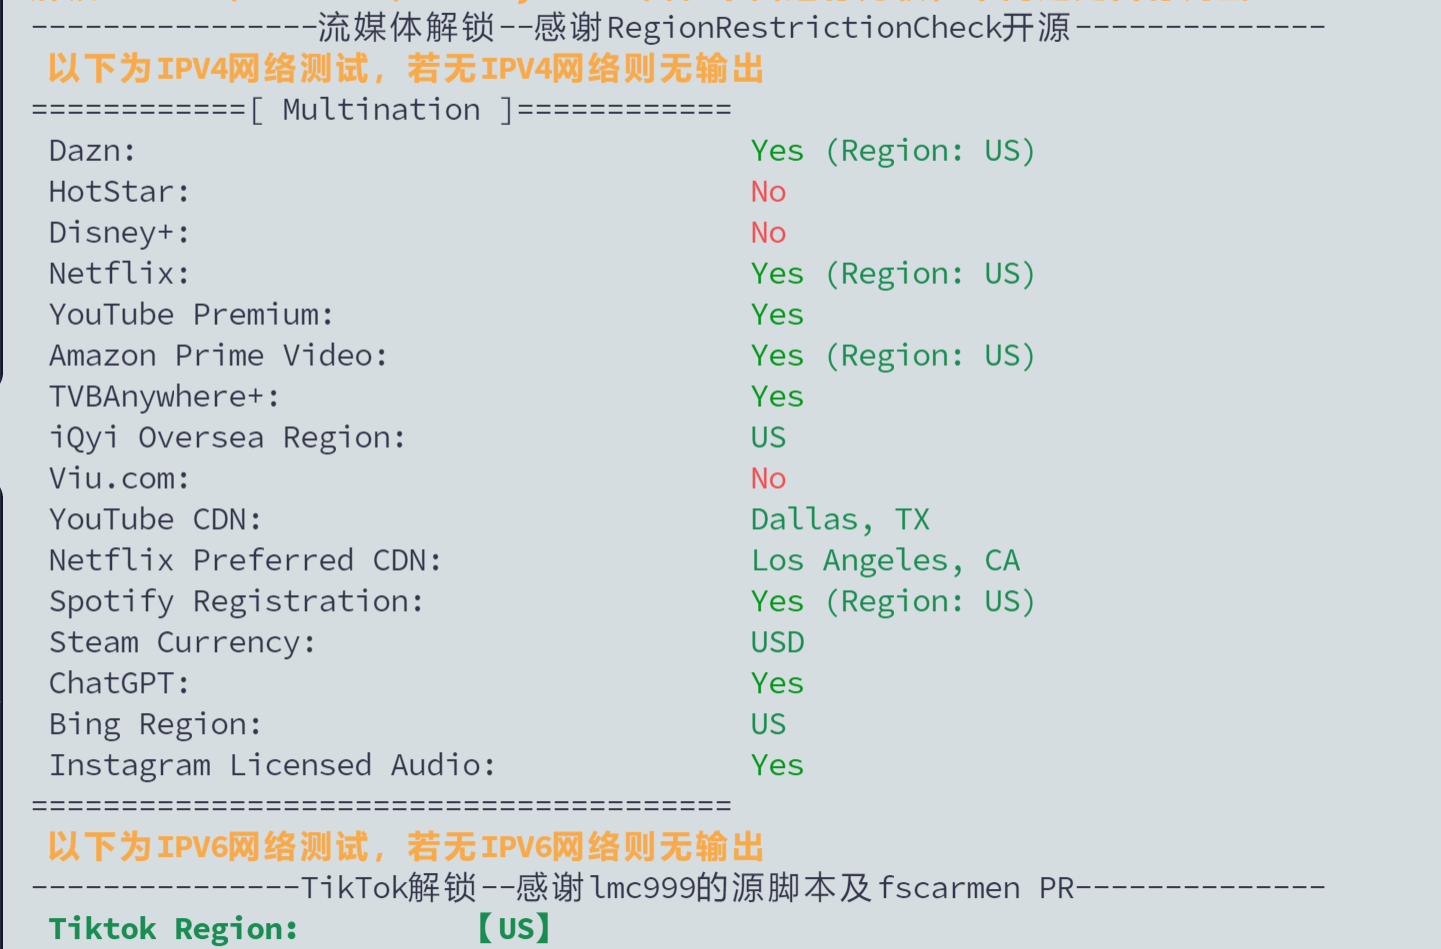 ---------------流媒体解锁--感谢RegionRestrictionCheck开源--------------
以下为IPV4网络测试，若无IPV4网络则无输出
============[ Multination ]============
Dazn: Yes (Region: US)
HotStar: No
Disney+: No
Netflix: Yes (Region: US)
YouTube Premium: Yes
Amazon Prime Video: Yes (Region: US)
TVBAnywhere+: Yes
iQyi Oversea Region: US
Viu.com: No
YouTube CDN: Dallas, TX
Netflix Preferred CDN: Los Angeles, CA
Spotify Registration: Yes (Region: US)
Steam Currency: USD
ChatGPT: Yes
Bing Region: US
Instagram Licensed Audio: Yes
=======================================
以下为IPV6网络测试，若无IPV6网络则无输出
---------------TikTok解锁--感谢lmc999的源脚本及fscarmen PR--------------
Tiktok Region: 【US】